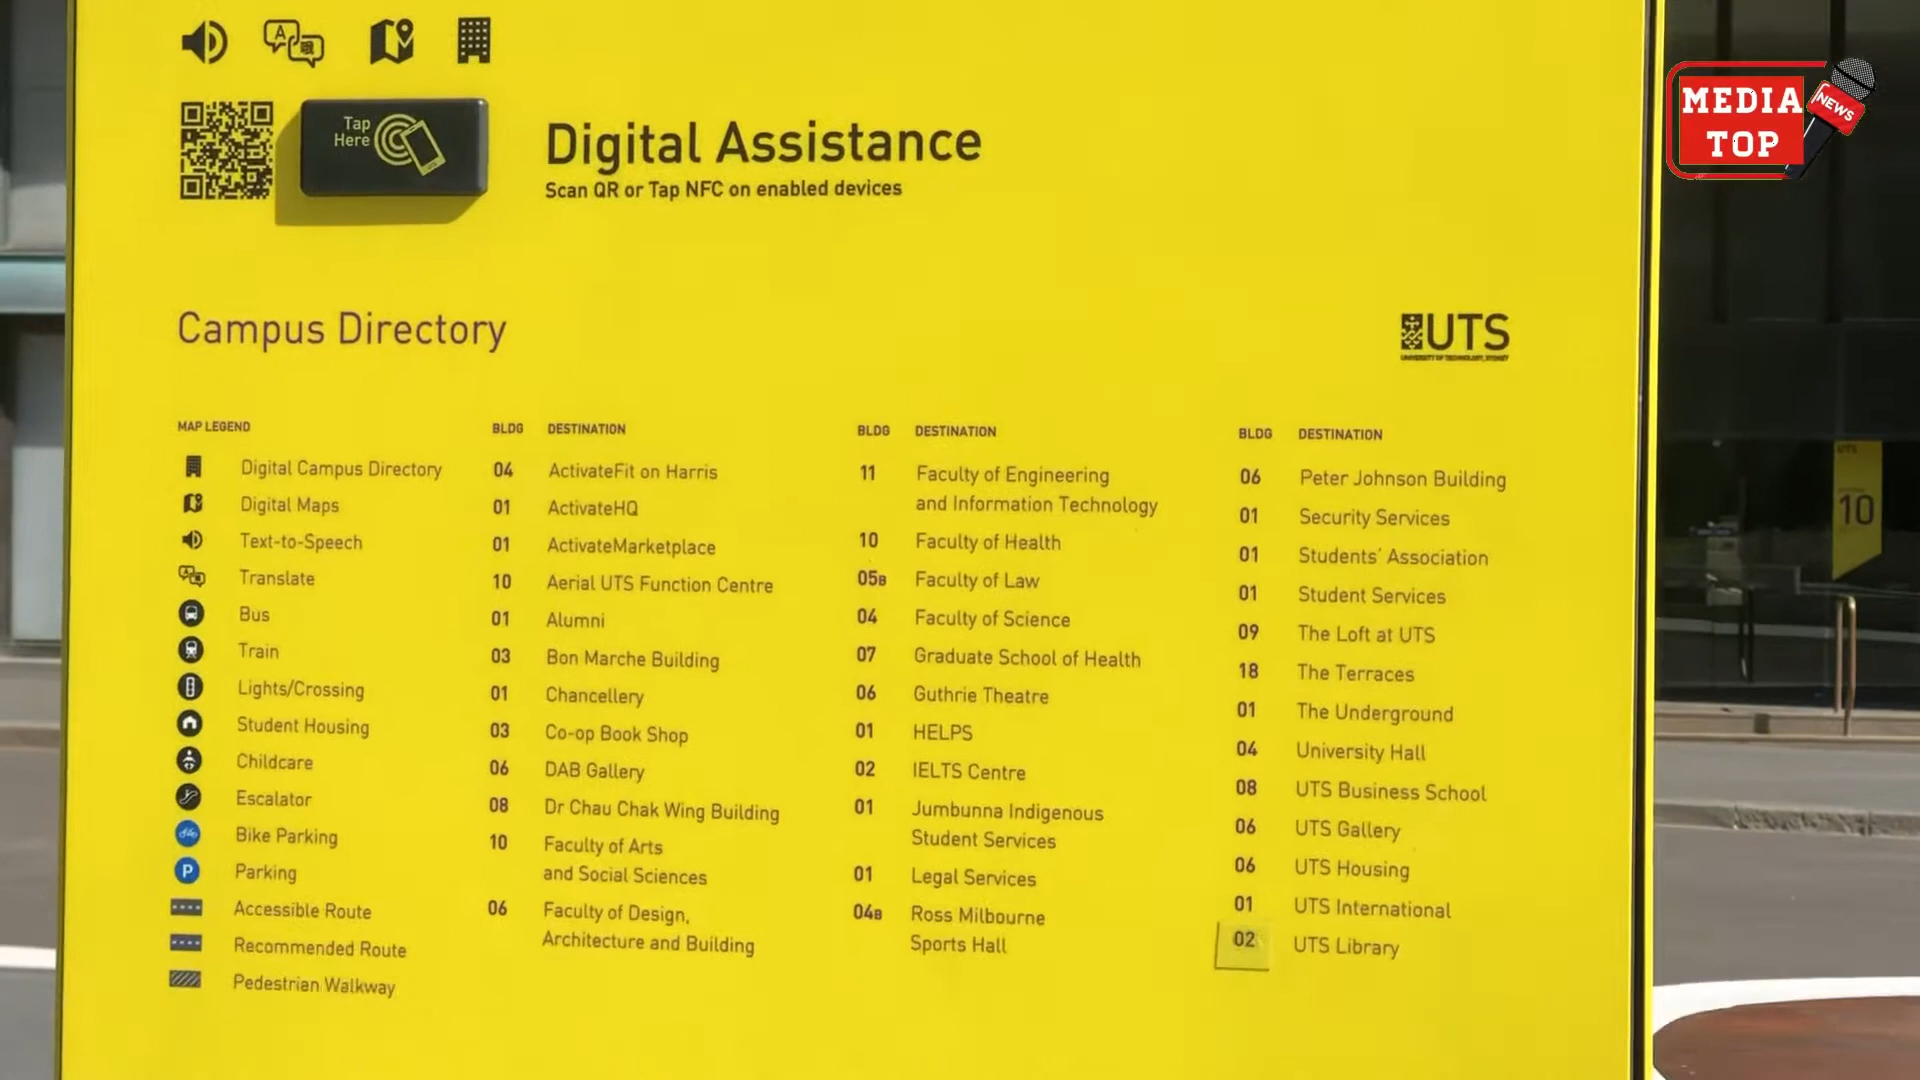 Tap
Here
Digital Assistance
Scan QR or Tap NFC on enabled devices
MEDIA
TOP
NEWS
Campus Directory
UTS
UNIVERSITY OF TECHNOLOGY, SYDNEY
MAP LEGEND
Digital Campus Directory
Digital Maps
Text-to-Speech
Translate
Bus
Train
Lights/Crossing
Student Housing
Childcare
Escalator
Bike Parking
P Parking
Accessible Route
Recommended Route
Pedestrian Walkway
BLDG DESTINATION
04 ActivateFit on Harris
01 ActivateHQ
01 ActivateMarketplace
10 Aerial UTS Function Centre
01 Alumni
03 Bon Marche Building
01 Chancellery
03 Co-op Book Shop
06 DAB Gallery
08 Dr Chau Chak Wing Building
10 Faculty of Arts
and Social Sciences
06 Faculty of Design,
Architecture and Building
BLDG DESTINATION
11 Faculty of Engineering
and Information Technology
10 Faculty of Health
05B Faculty of Law
04 Faculty of Science
07 Graduate School of Health
06 Guthrie Theatre
01 HELPS
02 IELTS Centre
01 Jumbunna Indigenous
Student Services
01 Legal Services
04B Ross Milbourne
Sports Hall
BLDG DESTINATION
06 Peter Johnson Building
01 Security Services
01 Students' Association
01 Student Services
09 The Loft at UTS
18 The Terraces
01 The Underground
04 University Hall
08 UTS Business School
06 UTS Gallery
06 UTS Housing
01 UTS International
02 UTS Library
UTS
10